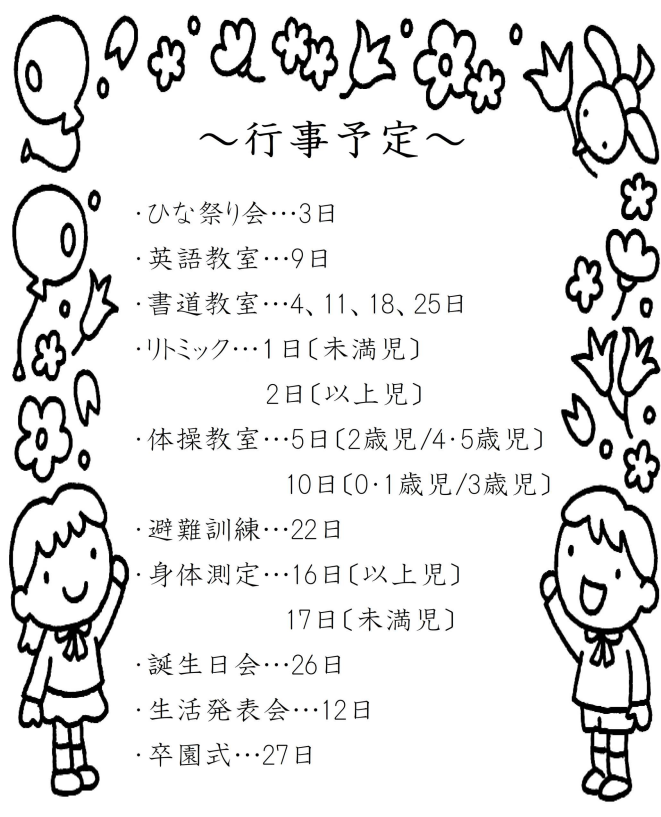 ～行事予定～
・ひな祭り会…3日
・英語教室…9日
・書道教室…4、11、18、25日
・リトミック…1日〔未満児〕
2日〔以上児〕
・体操教室…5日〔2歳児/4・5歳児〕
10日〔0・1歳児/3歳児〕
・避難訓練…22日
・身体測定…16日〔以上児〕
17日〔未満児〕
・誕生日会…26日
・生活発表会…12日
・卒園式…27日